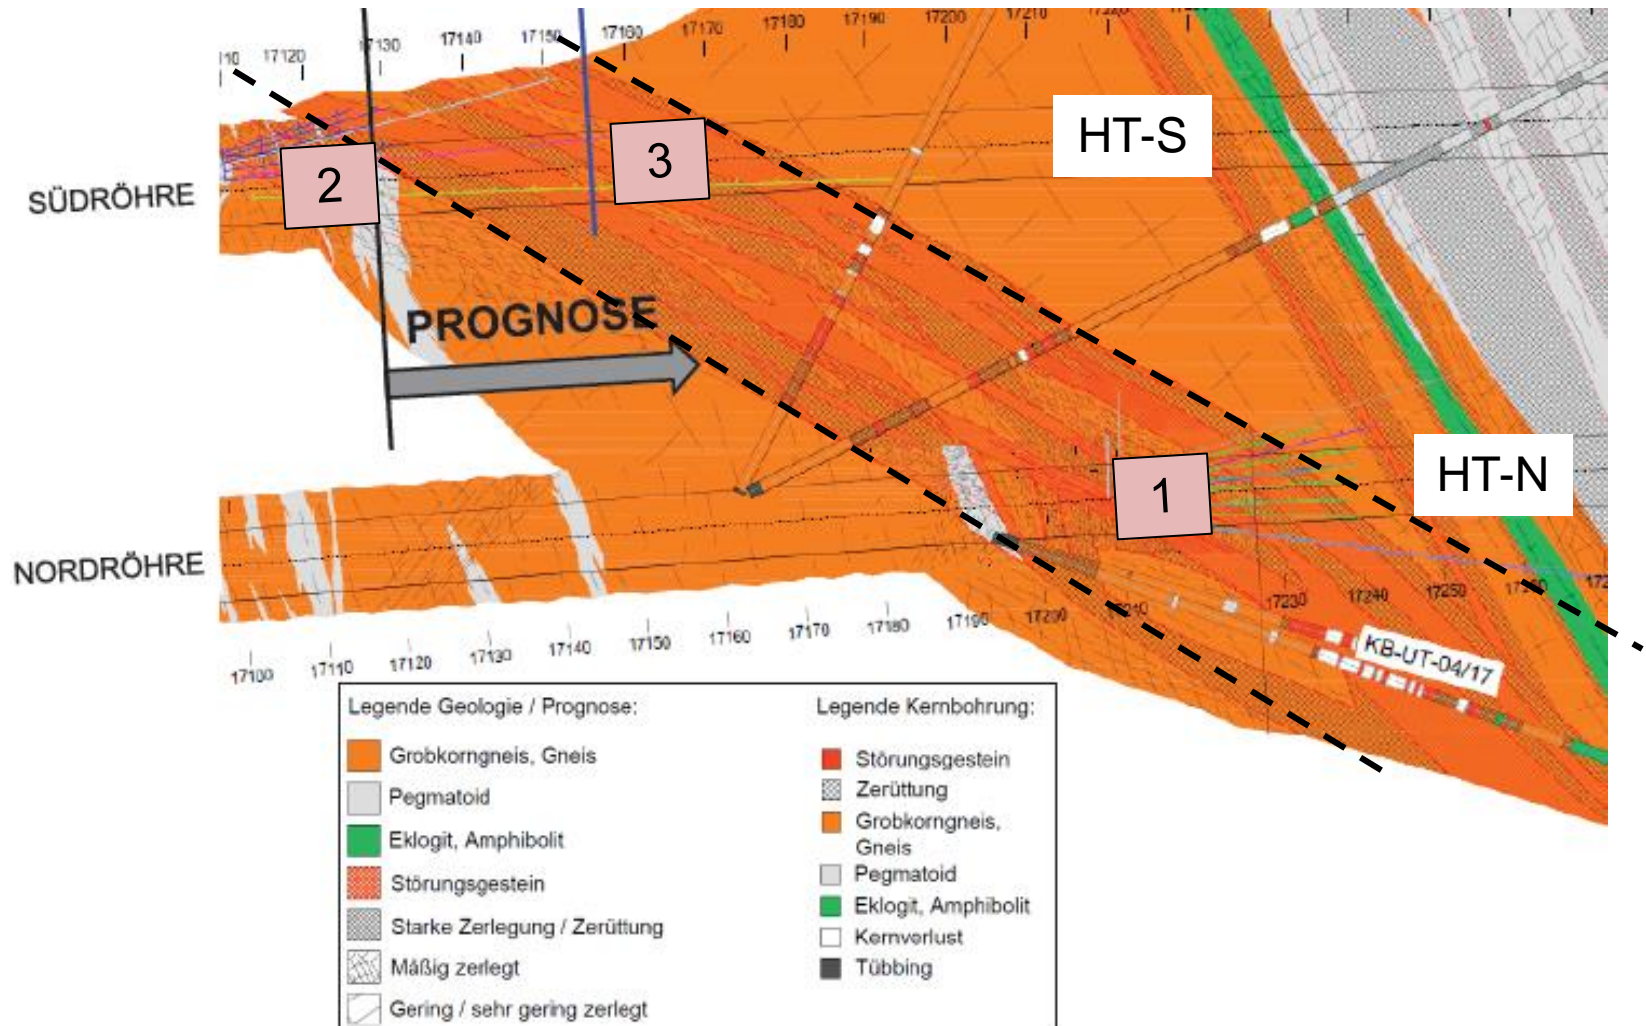 10
17120
17130
17140
17150
17160
17170
17180
17190
17200
17210
HT-S
3
2
SÜDRÖHRE
PROGNOSE
HT-N
1
NORDRÖHRE
17230
17240
17250
17260
KB-UT-04/17
17100
17110
17120
17130
17140
17150
17160
17170
17180
17190
17200
17210
Legende Geologie / Prognose:
Grobkorngneis, Gneis
Pegmatoid
Eklogit, Amphibolit
Störungsgestein
Starke Zerlegung / Zerüttung
Mäßig zerlegt
Gering / sehr gering zerlegt
Legende Kernbohrung:
Störungsgestein
Zerüttung
Grobkorngneis,
Gneis
Pegmatoid
Eklogit, Amphibolit
Kernverlust
Tübbing